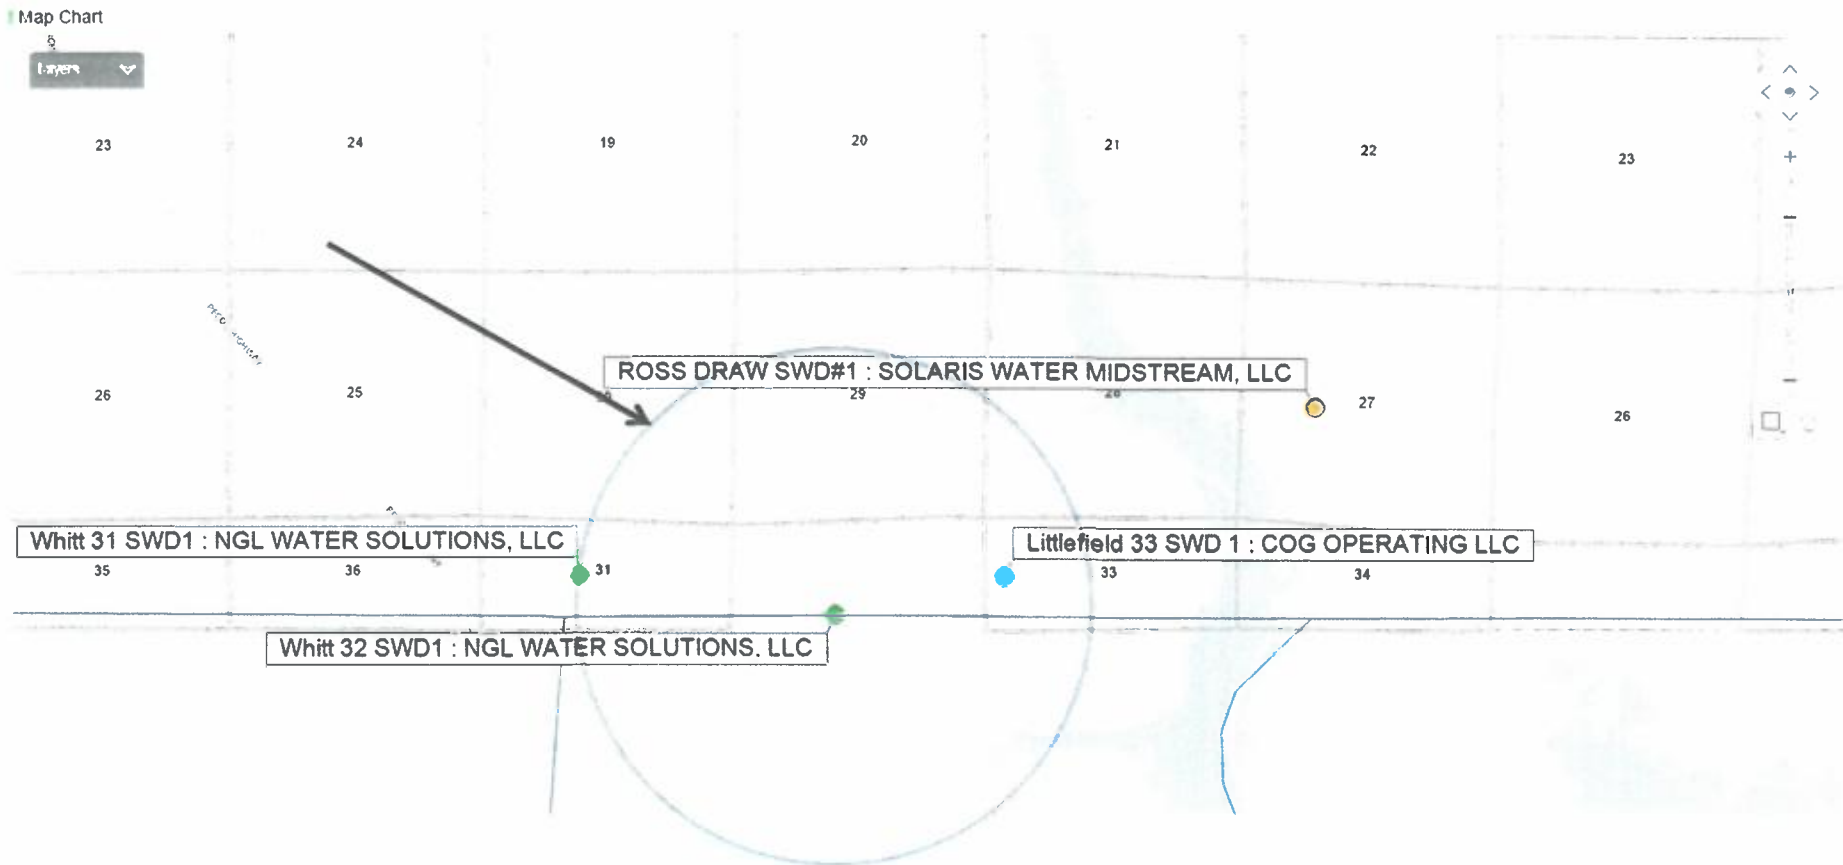 Map Chart
Layers
23 24 19 20 21 22 23
ROSS DRAW SWD#1 : SOLARIS WATER MIDSTREAM, LLC
26 25 29 28 27 26
Whitt 31 SWD1 : NGL WATER SOLUTIONS, LLC
Littlefield 33 SWD 1 : COG OPERATING LLC
35 36 31 33 34
Whitt 32 SWD1 : NGL WATER SOLUTIONS. LLC